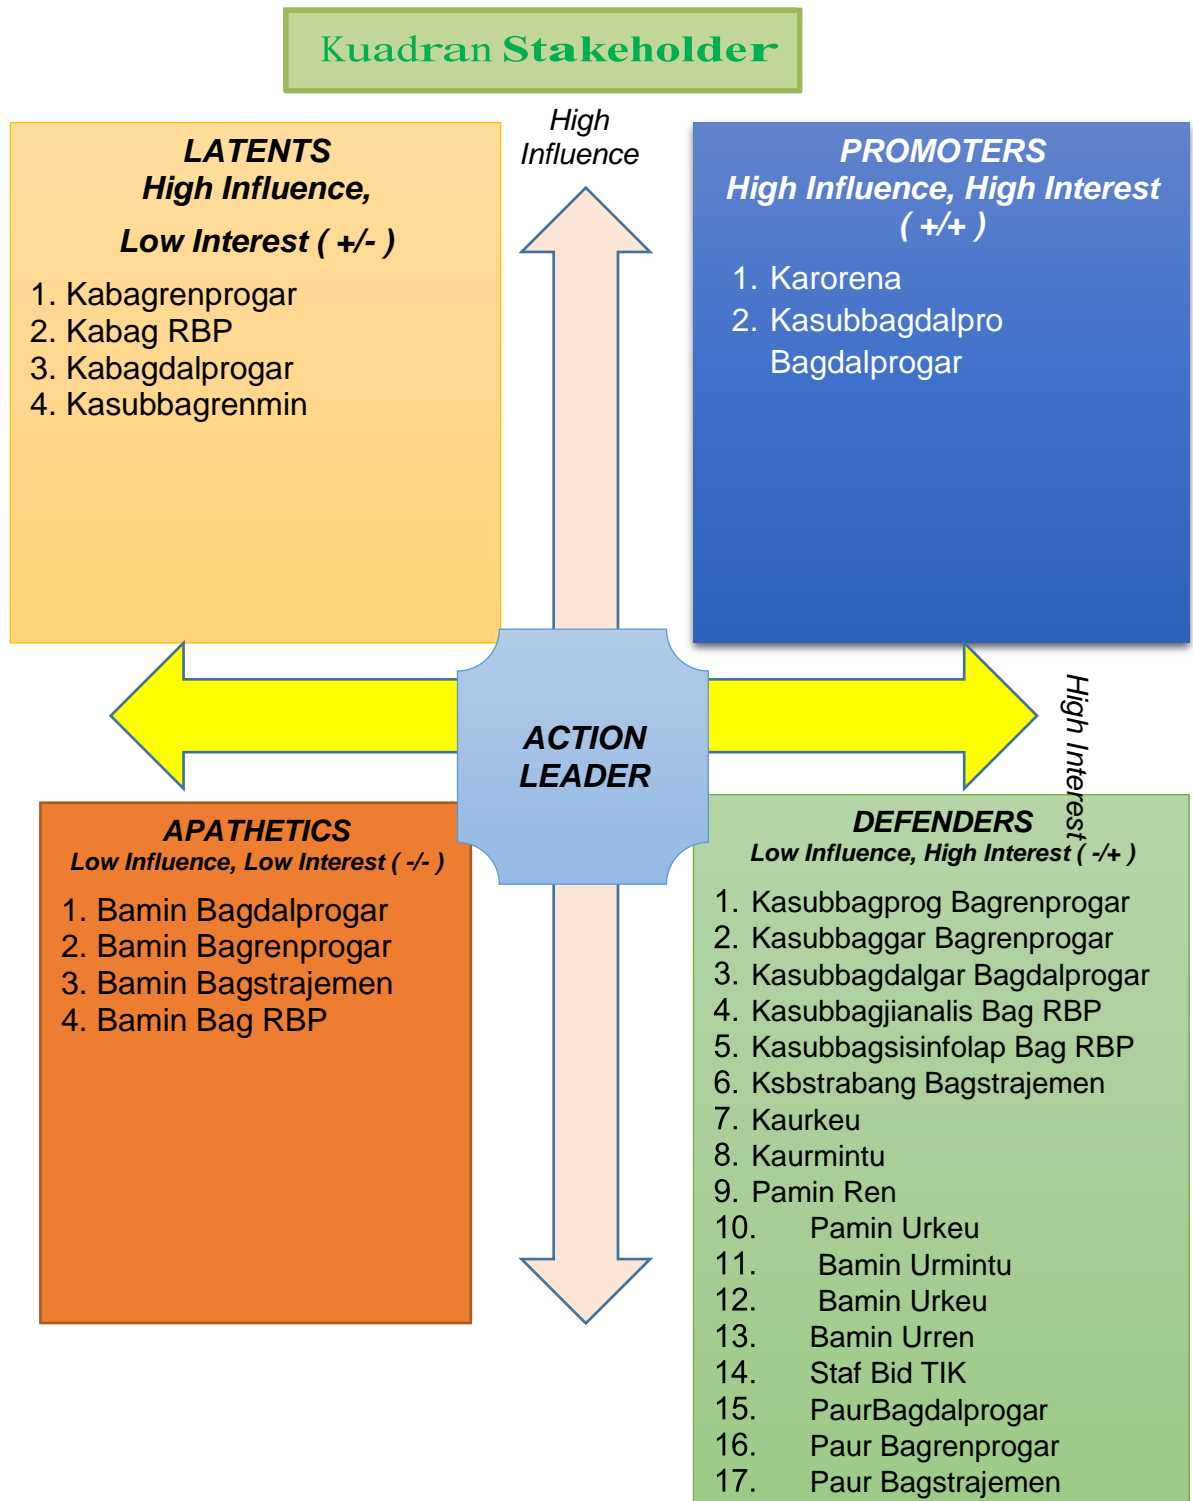 Kuadran Stakeholder
High
Influence
LATENTS
High Influence,
Low Interest ( +/- )
1. Kabagrenprogar
2. Kabag RBP
3. Kabagdalprogar
4. Kasubbagrenmin
PROMOTERS
High Influence, High Interest
( +/+ )
1. Karorena
2. Kasubbagdalpro
Bagdalprogar
ACTION
LEADER
High Interest
APATHETICS
Low Influence, Low Interest ( -/- )
1. Bamin Bagdalprogar
2. Bamin Bagrenprogar
3. Bamin Bagstrajemen
4. Bamin Bag RBP
DEFENDERS
Low Influence, High Interest ( -/+ )
1. Kasubbagprog Bagrenprogar
2. Kasubbaggar Bagrenprogar
3. Kasubbagdalgar Bagdalprogar
4. Kasubbagjianalis Bag RBP
5. Kasubbagsisinfolap Bag RBP
6. Ksbstrabang Bagstrajemen
7. Kaurkeu
8. Kaurmintu
9. Pamin Ren
10. Pamin Urkeu
11. Bamin Urmintu
12. Bamin Urkeu
13. Bamin Urren
14. Staf Bid TIK
15. PaurBagdalprogar
16. Paur Bagrenprogar
17. Paur Bagstrajemen